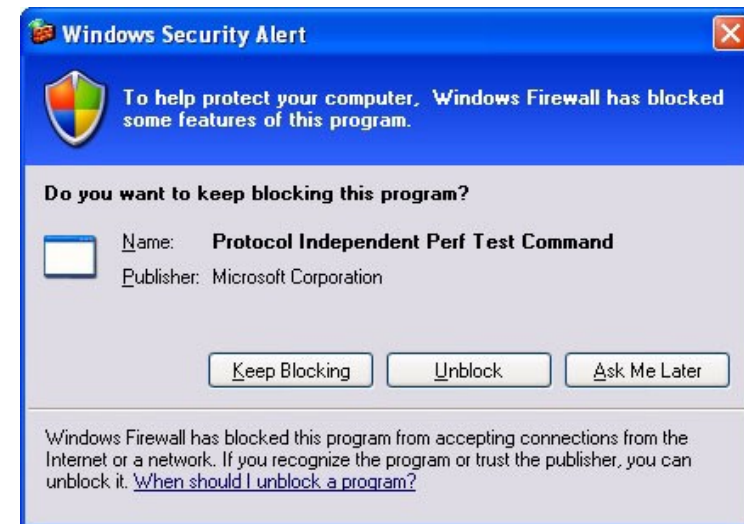 Windows Security Alert
To help protect your computer, Windows Firewall has blocked
some features of this program.
Do you want to keep blocking this program?
Name: Protocol Independent Perf Test Command
Publisher: Microsoft Corporation
Keep Blocking Unblock Ask Me Later
Windows Firewall has blocked this program from accepting connections from the
Internet or a network. If you recognize the program or trust the publisher, you can
unblock it. When should I unblock a program?